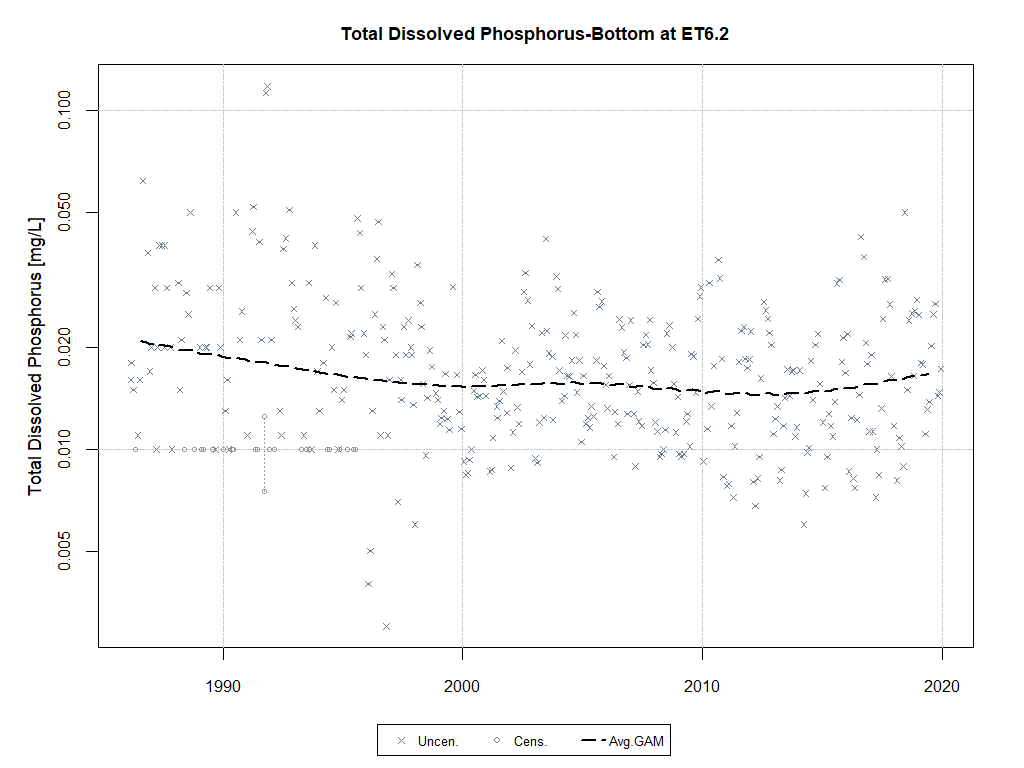 Total Dissolved Phosphorus-Bottom at ET6.2
Total Dissolved Phosphorus [mg/L]
0.100
0.050
0.020
0.010
0.005
1990 2000 2010 2020
Uncen. Cens. Avg.GAM